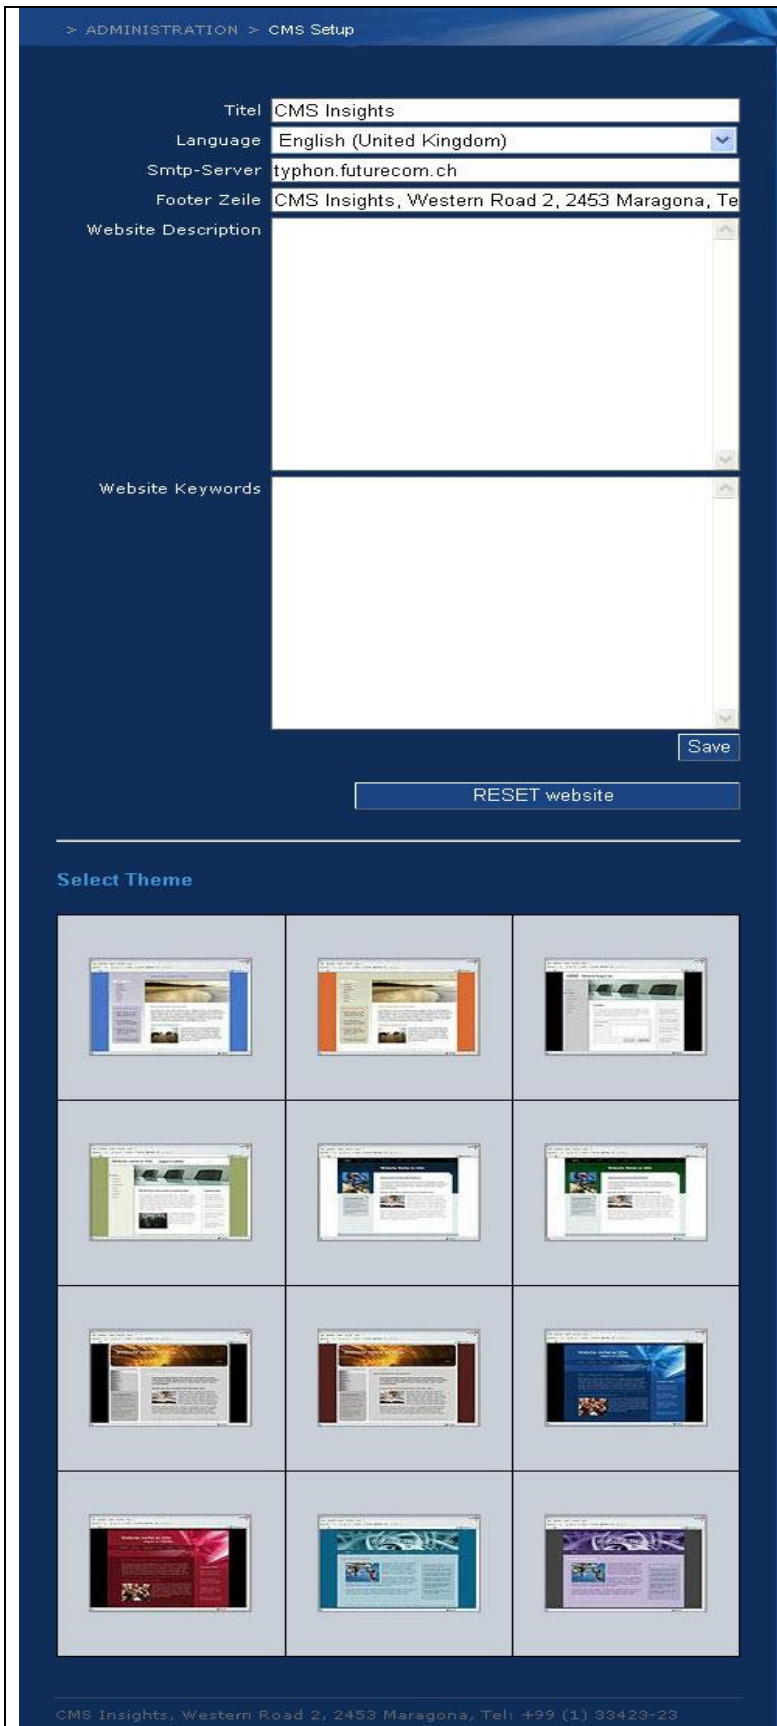 > ADMINISTRATION > CMS Setup
Titel CMS Insights
Language English (United Kingdom)
Smtp-Server typhon.futurecom.ch
Footer Zeile CMS Insights, Western Road 2, 2453 Maragona, Te
Website Description
Website Keywords
Save
RESET website
Select Theme
CMS Insights, Western Road 2, 2453 Maragona, Tel: +99 (1) 33423-23